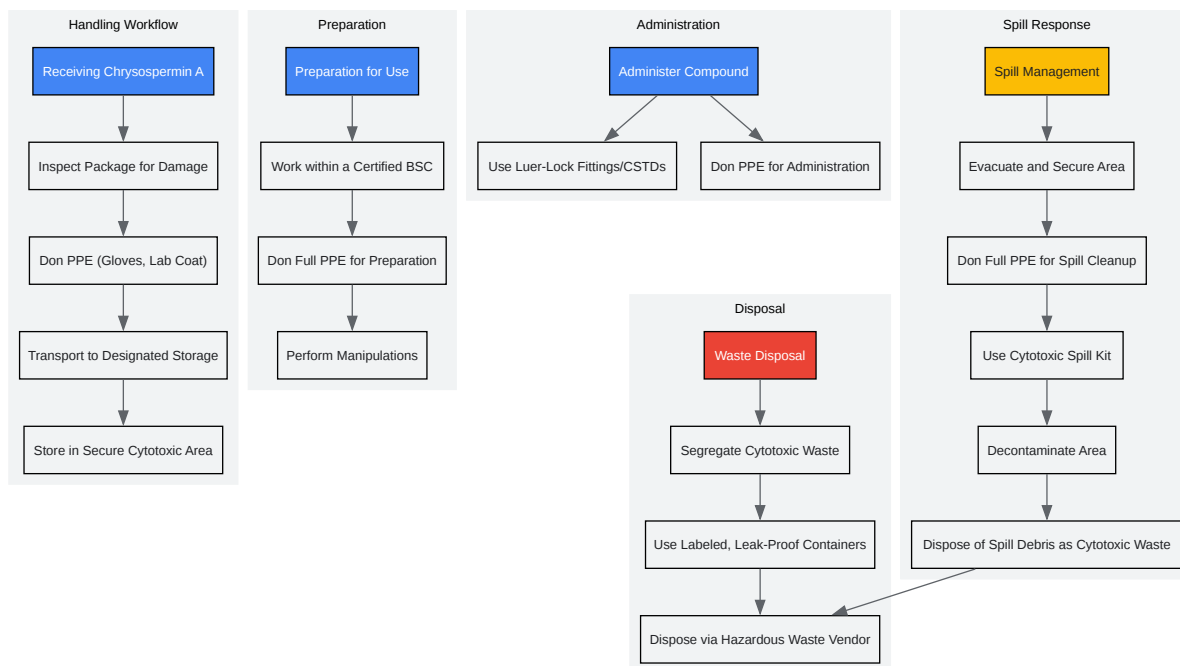 Handling Workflow
Receiving Chrysospermin A
Inspect Package for Damage
Don PPE (Gloves, Lab Coat)
Transport to Designated Storage
Store in Secure Cytotoxic Area
Preparation
Preparation for Use
Work within a Certified BSC
Don Full PPE for Preparation
Perform Manipulations
Administration
Administer Compound
Use Luer-Lock Fittings/CSTDs
Don PPE for Administration
Disposal
Waste Disposal
Segregate Cytotoxic Waste
Use Labeled, Leak-Proof Containers
Dispose via Hazardous Waste Vendor
Spill Response
Spill Management
Evacuate and Secure Area
Don Full PPE for Spill Cleanup
Use Cytotoxic Spill Kit
Decontaminate Area
Dispose of Spill Debris as Cytotoxic Waste